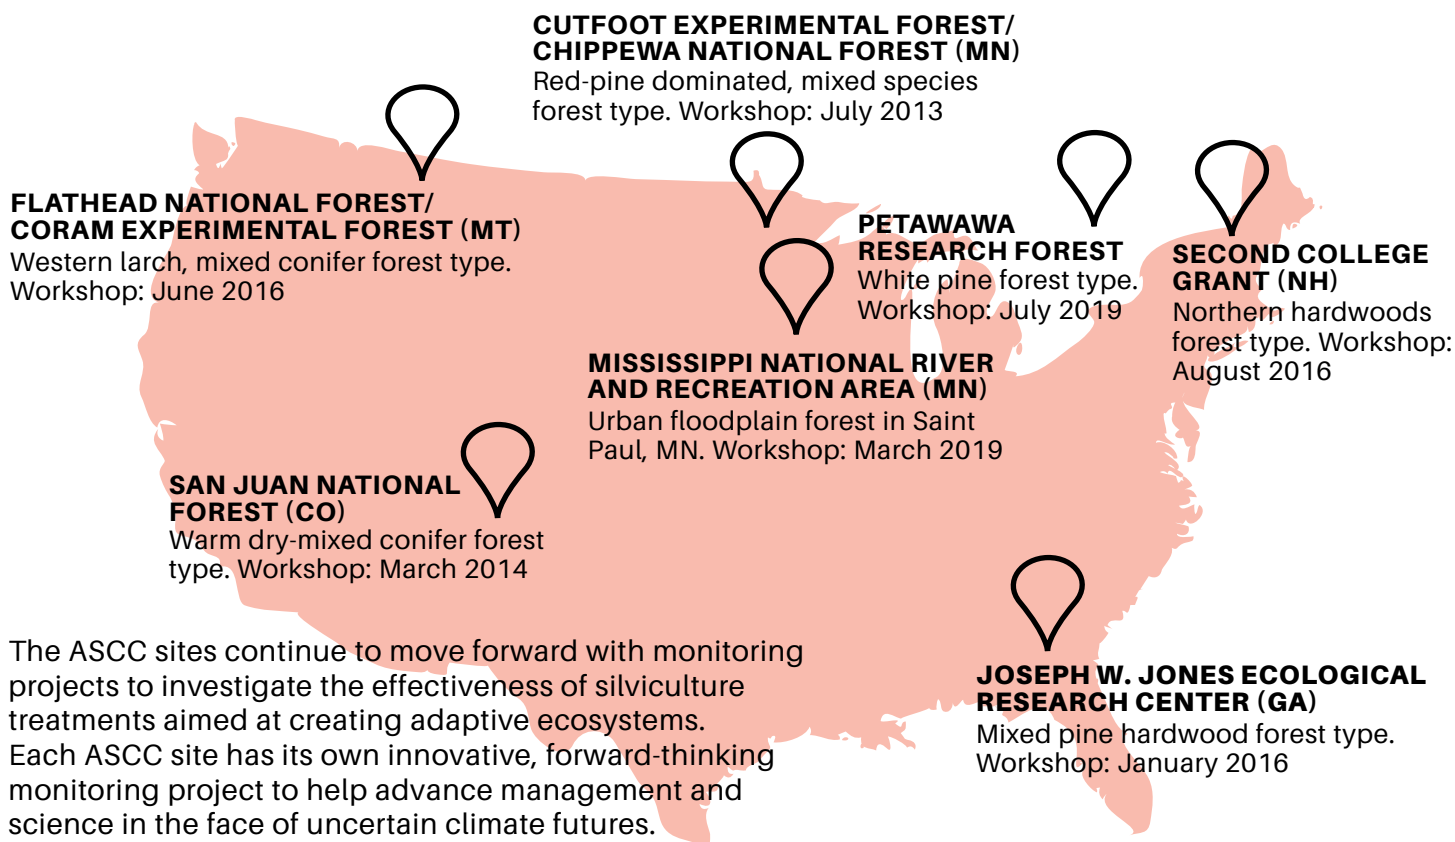 CUTFOOT EXPERIMENTAL FOREST/
CHIPPEWA NATIONAL FOREST (MN)
Red-pine dominated, mixed species
forest type. Workshop: July 2013
FLATHEAD NATIONAL FOREST/
CORAM EXPERIMENTAL FOREST (MT)
Western larch, mixed conifer forest type.
Workshop: June 2016
PETAWAWA
RESEARCH FOREST
White pine forest type.
Workshop: July 2019
SECOND COLLEGE
GRANT (NH)
Northern hardwoods
forest type. Workshop:
August 2016
MISSISSIPPI NATIONAL RIVER
AND RECREATION AREA (MN)
Urban floodplain forest in Saint
Paul, MN. Workshop: March 2019
SAN JUAN NATIONAL
FOREST (CO)
Warm dry-mixed conifer forest
type. Workshop: March 2014
JOSEPH W. JONES ECOLOGICAL
RESEARCH CENTER (GA)
Mixed pine hardwood forest type.
Workshop: January 2016
The ASCC sites continue to move forward with monitoring
projects to investigate the effectiveness of silviculture
treatments aimed at creating adaptive ecosystems.
Each ASCC site has its own innovative, forward-thinking
monitoring project to help advance management and
science in the face of uncertain climate futures.